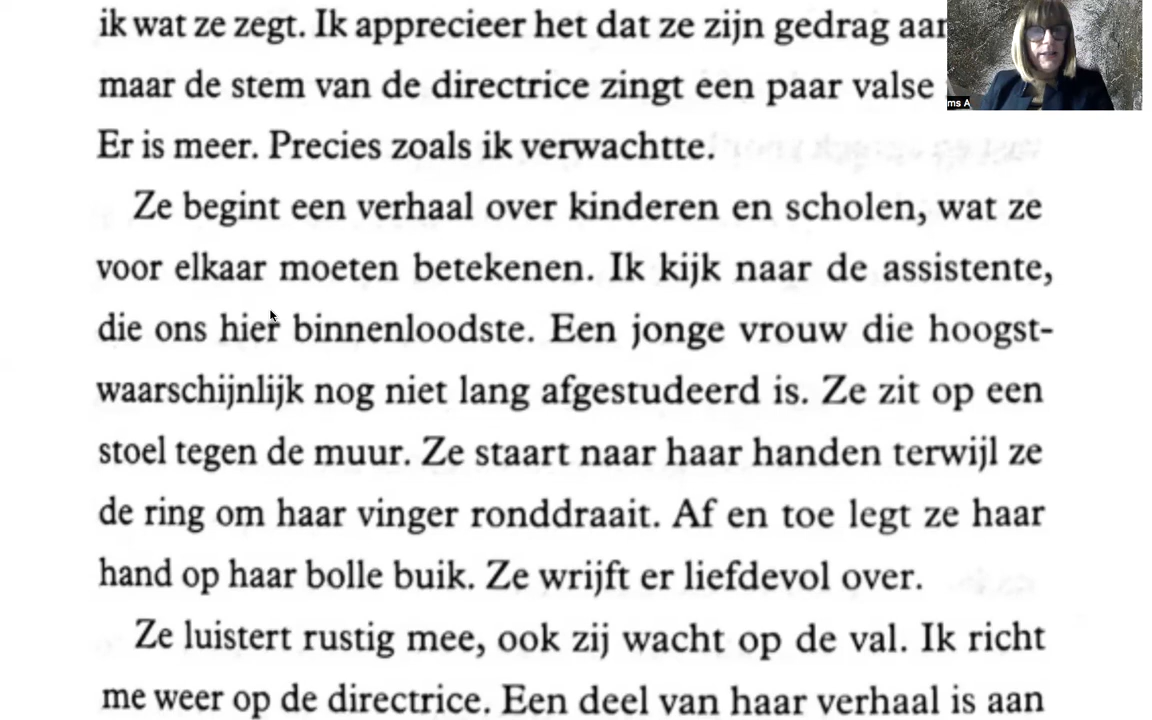 ik wat ze zegt. Ik apprecieer het dat ze zijn gedrag
maar de stem van de directrice zingt een paar valse
Er is meer. Precies zoals ik verwachtte.
Ze begint een verhaal over kinderen en scholen, wat ze
voor elkaar moeten betekenen. Ik kijk naar de assistente,
die ons hier binnenloodste. Een jonge vrouw die hoogst-
waarschijnlijk nog niet lang afgestudeerd is. Ze zit op een
stoel tegen de muur. Ze staart naar haar handen terwijl ze
de ring om haar vinger ronddraait. Af en toe legt ze haar
hand op haar bolle buik. Ze wrijft er liefdevol over.
Ze luistert rustig mee, ook zij wacht op de val. Ik richt
me weer op de directrice. Een deel van haar verhaal is aan
ms A